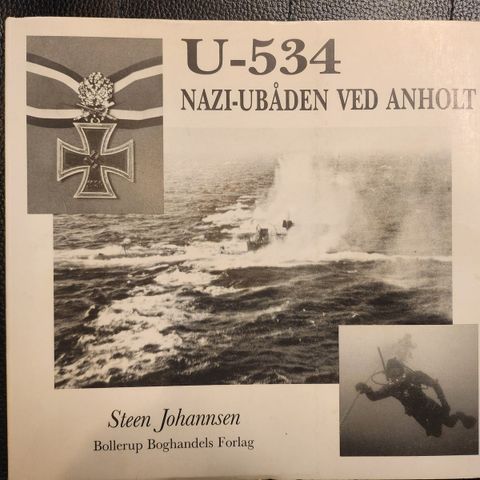 U-534
NAZI-UBÅDEN VED ANHOLT
Steen Johannsen
Bollerup Boghandels Forlag